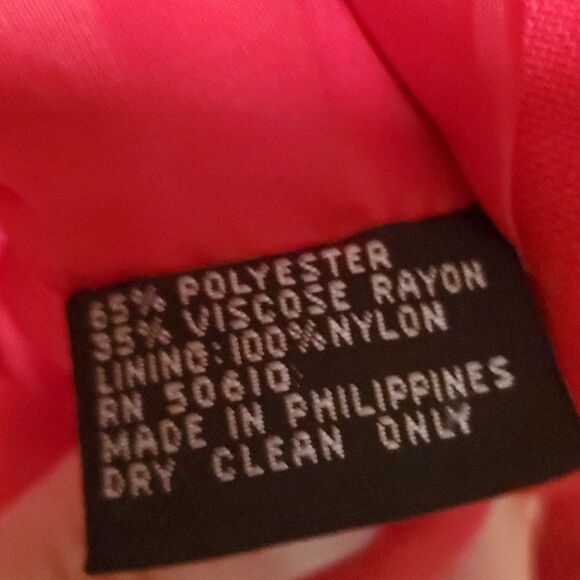 65% POLYESTER
35% VISCOSE RAYON
LINING: 100% NYLON
RN 50610
MADE IN PHILIPPINES
DRY CLEAN ONLY